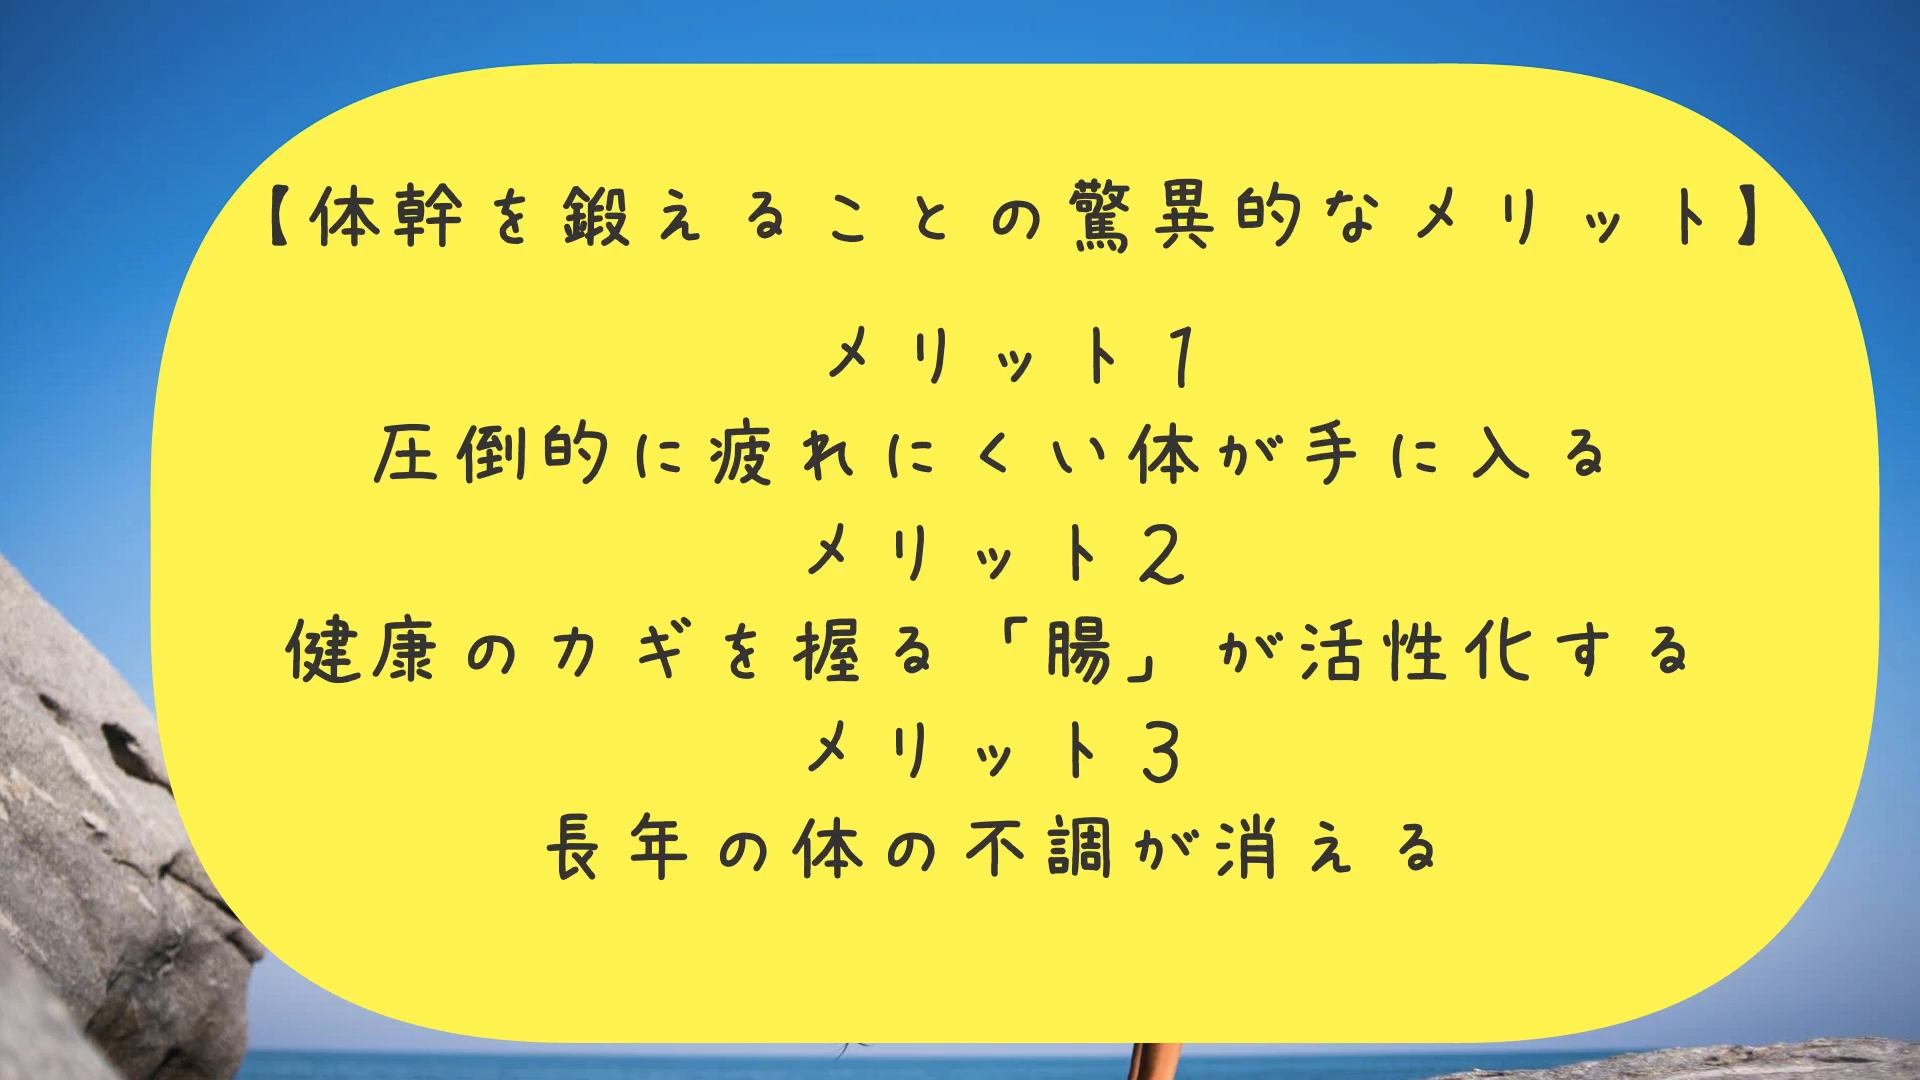 【体幹を鍛えることの驚異的なメリット】
メリット1
圧倒的に疲れにくい体が手に入る
メリット2
健康のカギを握る「腸」が活性化する
メリット3
長年の体の不調が消える